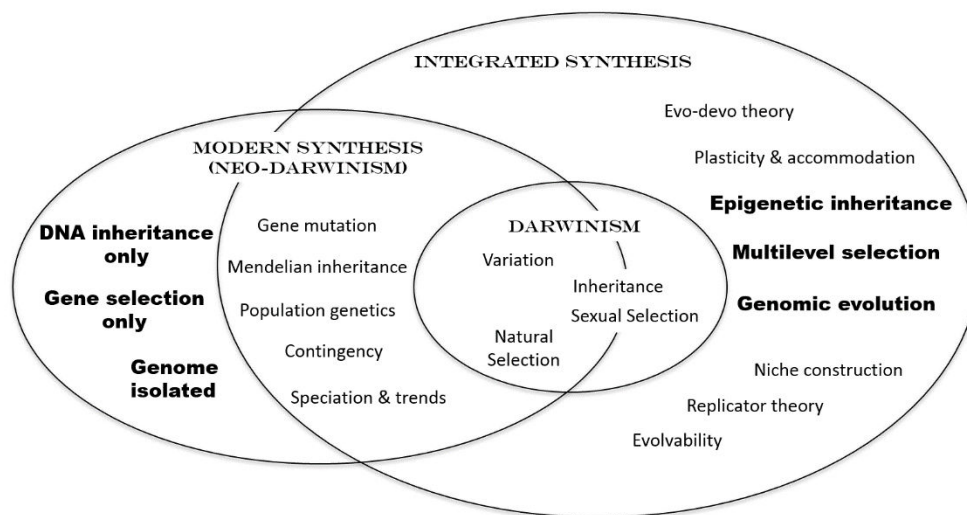 INTEGRATED SYNTHESIS
Evo-devo theory
Plasticity & accommodation
Epigenetic inheritance
Multilevel selection
Genomic evolution
Niche construction
Replicator theory
Evolvability
MODERN SYNTHESIS
(NEO-DARWINISM)
DNA inheritance
only
Gene selection
only
Genome
isolated
Gene mutation
Mendelian inheritance
Population genetics
Contingency
Speciation & trends
DARWINISM
Variation
Inheritance
Sexual Selection
Natural
Selection